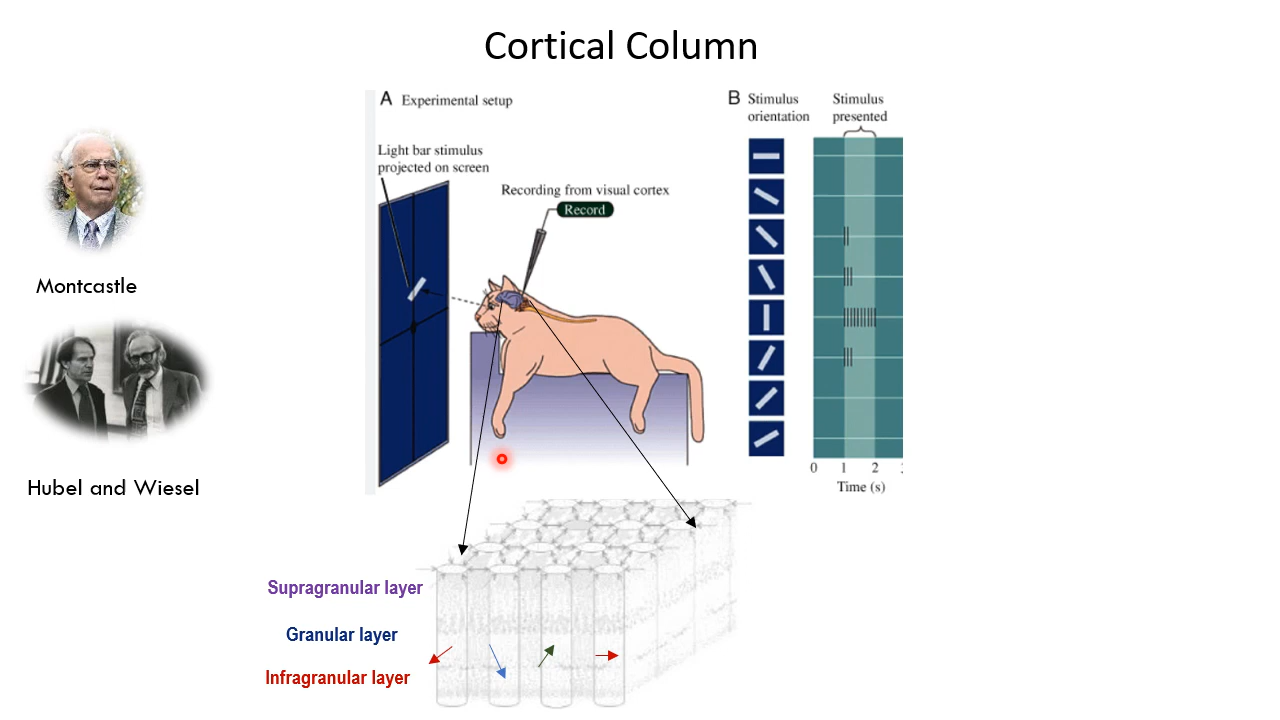 Cortical Column
A Experimental setup
Light bar stimulus
projected on screen
Recording from visual cortex
Record
B Stimulus
orientation
Stimulus
presented
0 1 2
Time (s)
Montcastle
Hubel and Wiesel
Supragranular layer
Granular layer
Infragranular layer